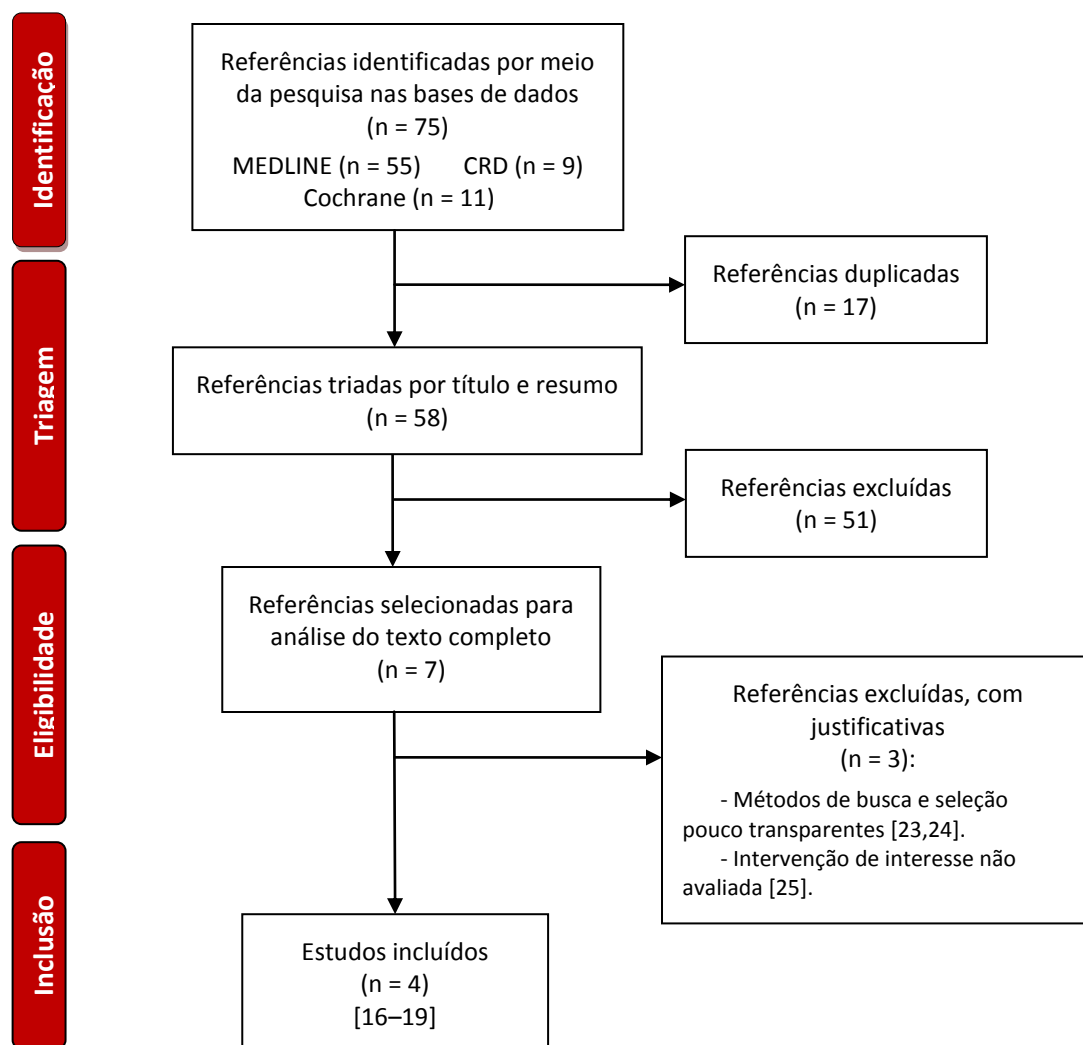 Identificação
Referências identificadas por meio
da pesquisa nas bases de dados
(n = 75)
MEDLINE (n = 55) CRD (n = 9)
Cochrane (n = 11)
Referências duplicadas
(n = 17)
Triagem
Referências triadas por título e resumo
(n = 58)
Referências excluídas
(n = 51)
Eligibilidade
Referências selecionadas para
análise do texto completo
(n = 7)
Referências excluídas, com
justificativas
(n = 3):
- Métodos de busca e seleção
pouco transparentes [23,24].
- Intervenção de interesse não
avaliada [25].
Inclusão
Estudos incluídos
(n = 4)
[16–19]